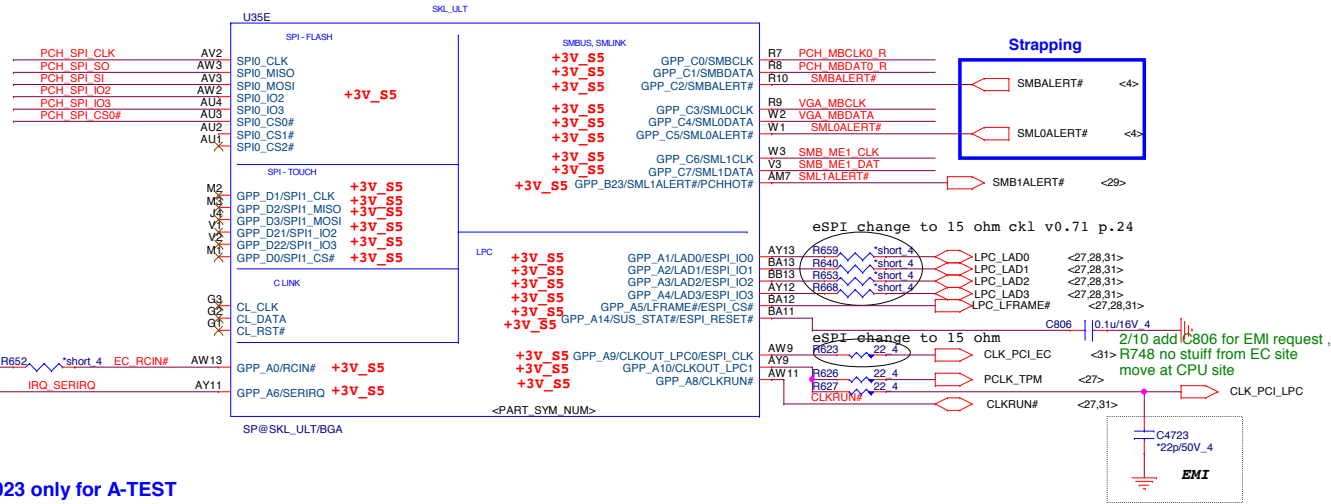 U35E
SKL_ULT
SPI - FLASH
SMBUS, SMLINK
Strapping
PCH_SPI_CLK AV2 SPI0_CLK
PCH_SPI_SO AW3 SPI0_MISO
PCH_SPI_SI AV3 SPI0_MOSI
PCH_SPI_IO2 AW2 SPI0_IO2
PCH_SPI_IO3 AU4 SPI0_IO3
PCH_SPI_CS0# AU3 SPI0_CS0#
AU2 SPI0_CS1#
AU1 SPI0_CS2#
+3V_S5
+3V_S5 GPP_C0/SMBCLK R7 PCH_MBCLK0_R
+3V_S5 GPP_C1/SMBDATA R8 PCH_MBDAT0_R
+3V_S5 GPP_C2/SMBALERT# R10 SMBALERT# SMBALERT# <4>
+3V_S5 GPP_C3/SML0CLK R9 VGA_MBCLK
+3V_S5 GPP_C4/SML0DATA W2 VGA_MBDATA
+3V_S5 GPP_C5/SML0ALERT# W1 SML0ALERT# SML0ALERT# <4>
+3V_S5 GPP_C6/SML1CLK W3 SMB_ME1_CLK
+3V_S5 GPP_C7/SML1DATA V3 SMB_ME1_DAT
+3V_S5 GPP_B23/SML1ALERT#/PCHHOT# AM7 SML1ALERT# SMB1ALERT# <29>
SPI - TOUCH
M2 GPP_D1/SPI1_CLK +3V_S5
M3 GPP_D2/SPI1_MISO +3V_S5
J4 GPP_D3/SPI1_MOSI +3V_S5
V1 GPP_D21/SPI1_IO2 +3V_S5
V2 GPP_D22/SPI1_IO3 +3V_S5
M1 GPP_D0/SPI1_CS# +3V_S5
LPC
eSPI change to 15 ohm ckl v0.71 p.24
+3V_S5 GPP_A1/LAD0/ESPI_IO0 AY13 R659 *short_4 LPC_LAD0 <27,28,31>
+3V_S5 GPP_A2/LAD1/ESPI_IO1 BA13 R640 *short_4 LPC_LAD1 <27,28,31>
+3V_S5 GPP_A3/LAD2/ESPI_IO2 BB13 R653 *short_4 LPC_LAD2 <27,28,31>
+3V_S5 GPP_A4/LAD3/ESPI_IO3 AY12 R668 *short_4 LPC_LAD3 <27,28,31>
+3V_S5 GPP_A5/LFRAME#/ESPI_CS# BA12 LPC_LFRAME# <27,28,31>
+3V_S5 GPP_A14/SUS_STAT#/ESPI_RESET# BA11
C806 0.1u/16V_4
C LINK
G3 CL_CLK
G2 CL_DATA
G1 CL_RST#
eSPI change to 15 ohm
2/10 add C806 for EMI request ,
R748 no stuiff from EC site
move at CPU site
+3V_S5 GPP_A9/CLKOUT_LPC0/ESPI_CLK AW9 R623 22_4 CLK_PCI_EC <31>
+3V_S5 GPP_A10/CLKOUT_LPC1 AY9 R626 22_4 PCLK_TPM <27>
+3V_S5 GPP_A8/CLKRUN# AW11 R627 22_4 CLK_PCI_LPC
CLKRUN# CLKRUN# <27,31>
R652 *short_4 EC_RCIN# AW13 GPP_A0/RCIN# +3V_S5
IRQ_SERIRQ AY11 GPP_A6/SERIRQ +3V_S5
<PART_SYM_NUM>
SP@SKL_ULT/BGA
C4723
*22p/50V_4
EMI
023 only for A-TEST